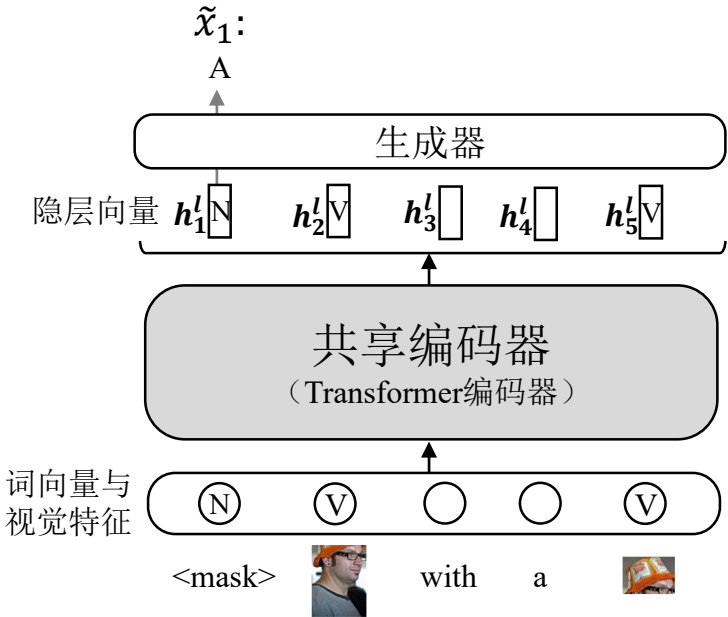 x̃₁:
A
生成器
隐层向量 h₁ˡ N h₂ˡ V h₃ˡ h₄ˡ h₅ˡ V
共享编码器
（Transformer编码器）
词向量与
视觉特征
N V V
<mask> with a